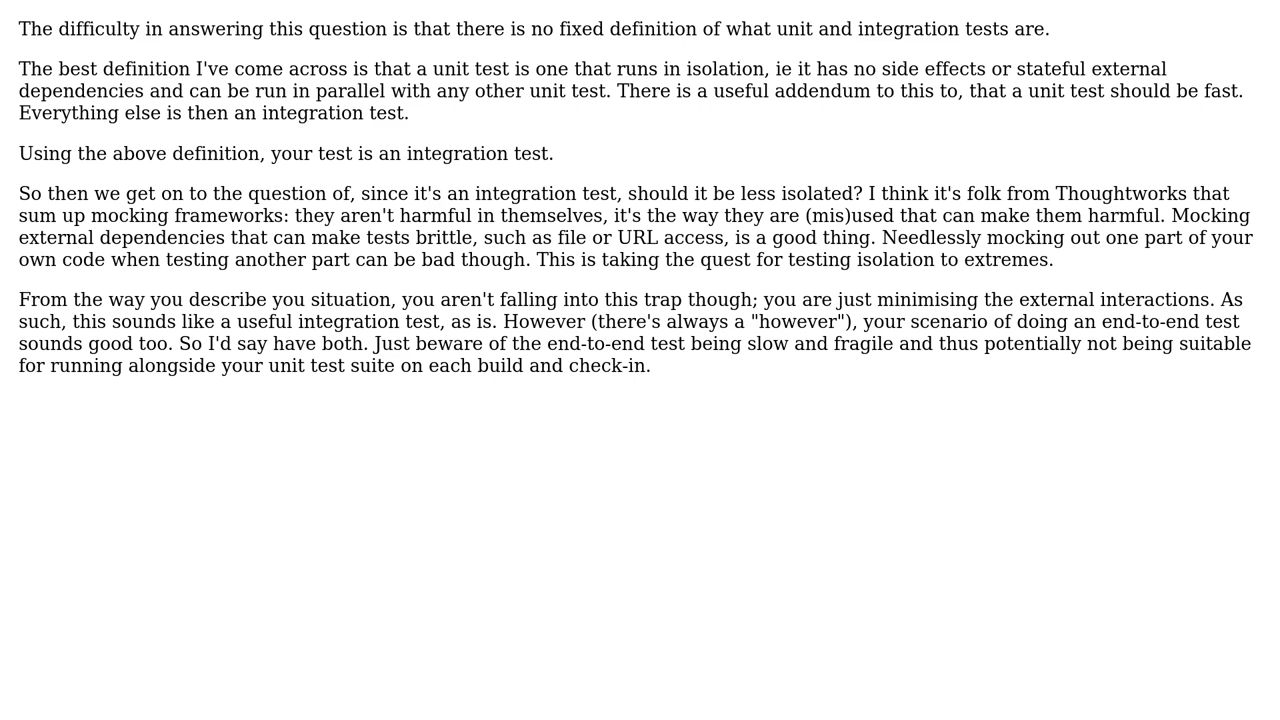 The difficulty in answering this question is that there is no fixed definition of what unit and integration tests are.
The best definition I've come across is that a unit test is one that runs in isolation, ie it has no side effects or stateful external
dependencies and can be run in parallel with any other unit test. There is a useful addendum to this to, that a unit test should be fast.
Everything else is then an integration test.
Using the above definition, your test is an integration test.
So then we get on to the question of, since it's an integration test, should it be less isolated? I think it's folk from Thoughtworks that
sum up mocking frameworks: they aren't harmful in themselves, it's the way they are (mis)used that can make them harmful. Mocking
external dependencies that can make tests brittle, such as file or URL access, is a good thing. Needlessly mocking out one part of your
own code when testing another part can be bad though. This is taking the quest for testing isolation to extremes.
From the way you describe you situation, you aren't falling into this trap though; you are just minimising the external interactions. As
such, this sounds like a useful integration test, as is. However (there's always a "however"), your scenario of doing an end-to-end test
sounds good too. So I'd say have both. Just beware of the end-to-end test being slow and fragile and thus potentially not being suitable
for running alongside your unit test suite on each build and check-in.